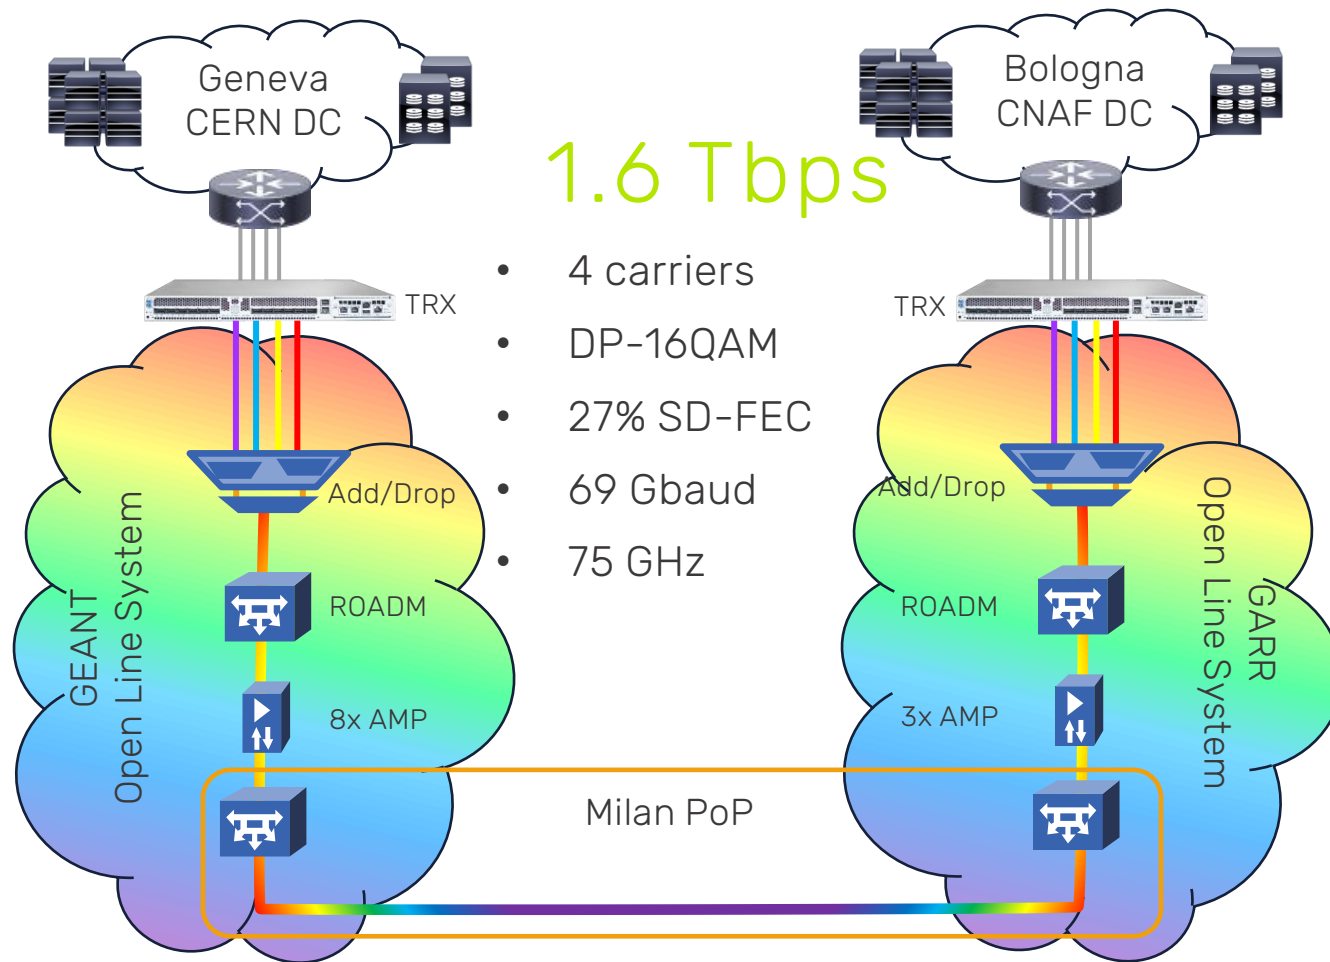 Geneva
CERN DC
Bologna
CNAF DC
1.6 Tbps
• 4 carriers
• DP-16QAM
• 27% SD-FEC
• 69 Gbaud
• 75 GHz
TRX
TRX
Add/Drop
Add/Drop
ROADM
ROADM
8x AMP
3x AMP
GEANT
Open Line System
GARR
Open Line System
Milan PoP